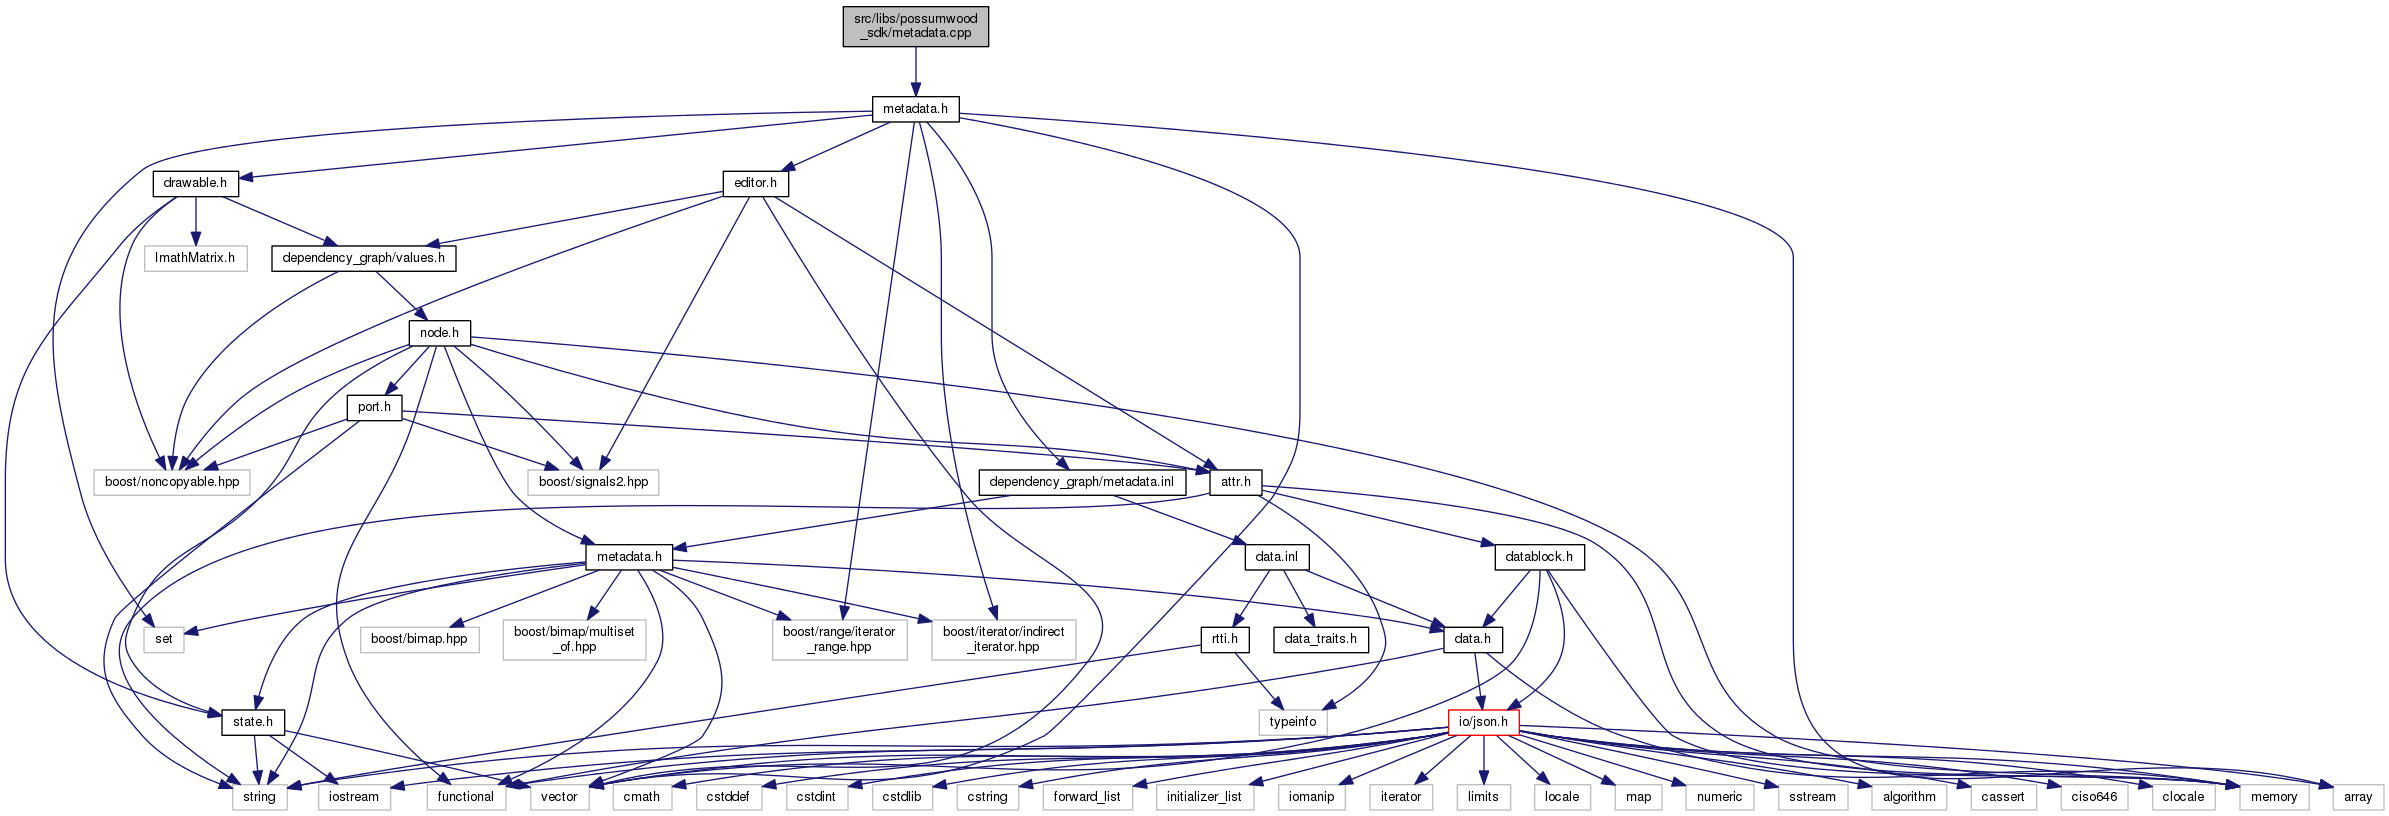 src/libs/possumwood
_sdk/metadata.cpp
metadata.h
drawable.h
editor.h
ImathMatrix.h
dependency_graph/values.h
node.h
port.h
boost/noncopyable.hpp
boost/signals2.hpp
dependency_graph/metadata.inl
attr.h
metadata.h
data.inl
datablock.h
set
boost/bimap.hpp
boost/bimap/multiset
_of.hpp
boost/range/iterator
_range.hpp
boost/iterator/indirect
_iterator.hpp
rtti.h
data_traits.h
data.h
state.h
typeinfo
io/json.h
string
iostream
functional
vector
cmath
cstddef
cstdint
cstdlib
cstring
forward_list
initializer_list
iomanip
iterator
limits
locale
map
numeric
sstream
algorithm
cassert
ciso646
clocale
memory
array